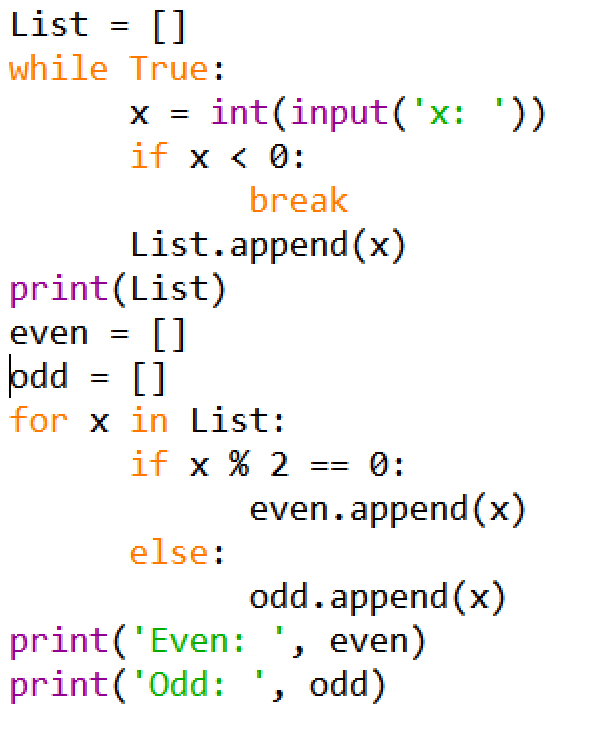 List = []
while True:
      x = int(input('x: '))
      if x < 0:
            break
      List.append(x)
print(List)
even = []
odd = []
for x in List:
      if x % 2 == 0:
            even.append(x)
      else:
            odd.append(x)
print('Even: ', even)
print('Odd: ', odd)